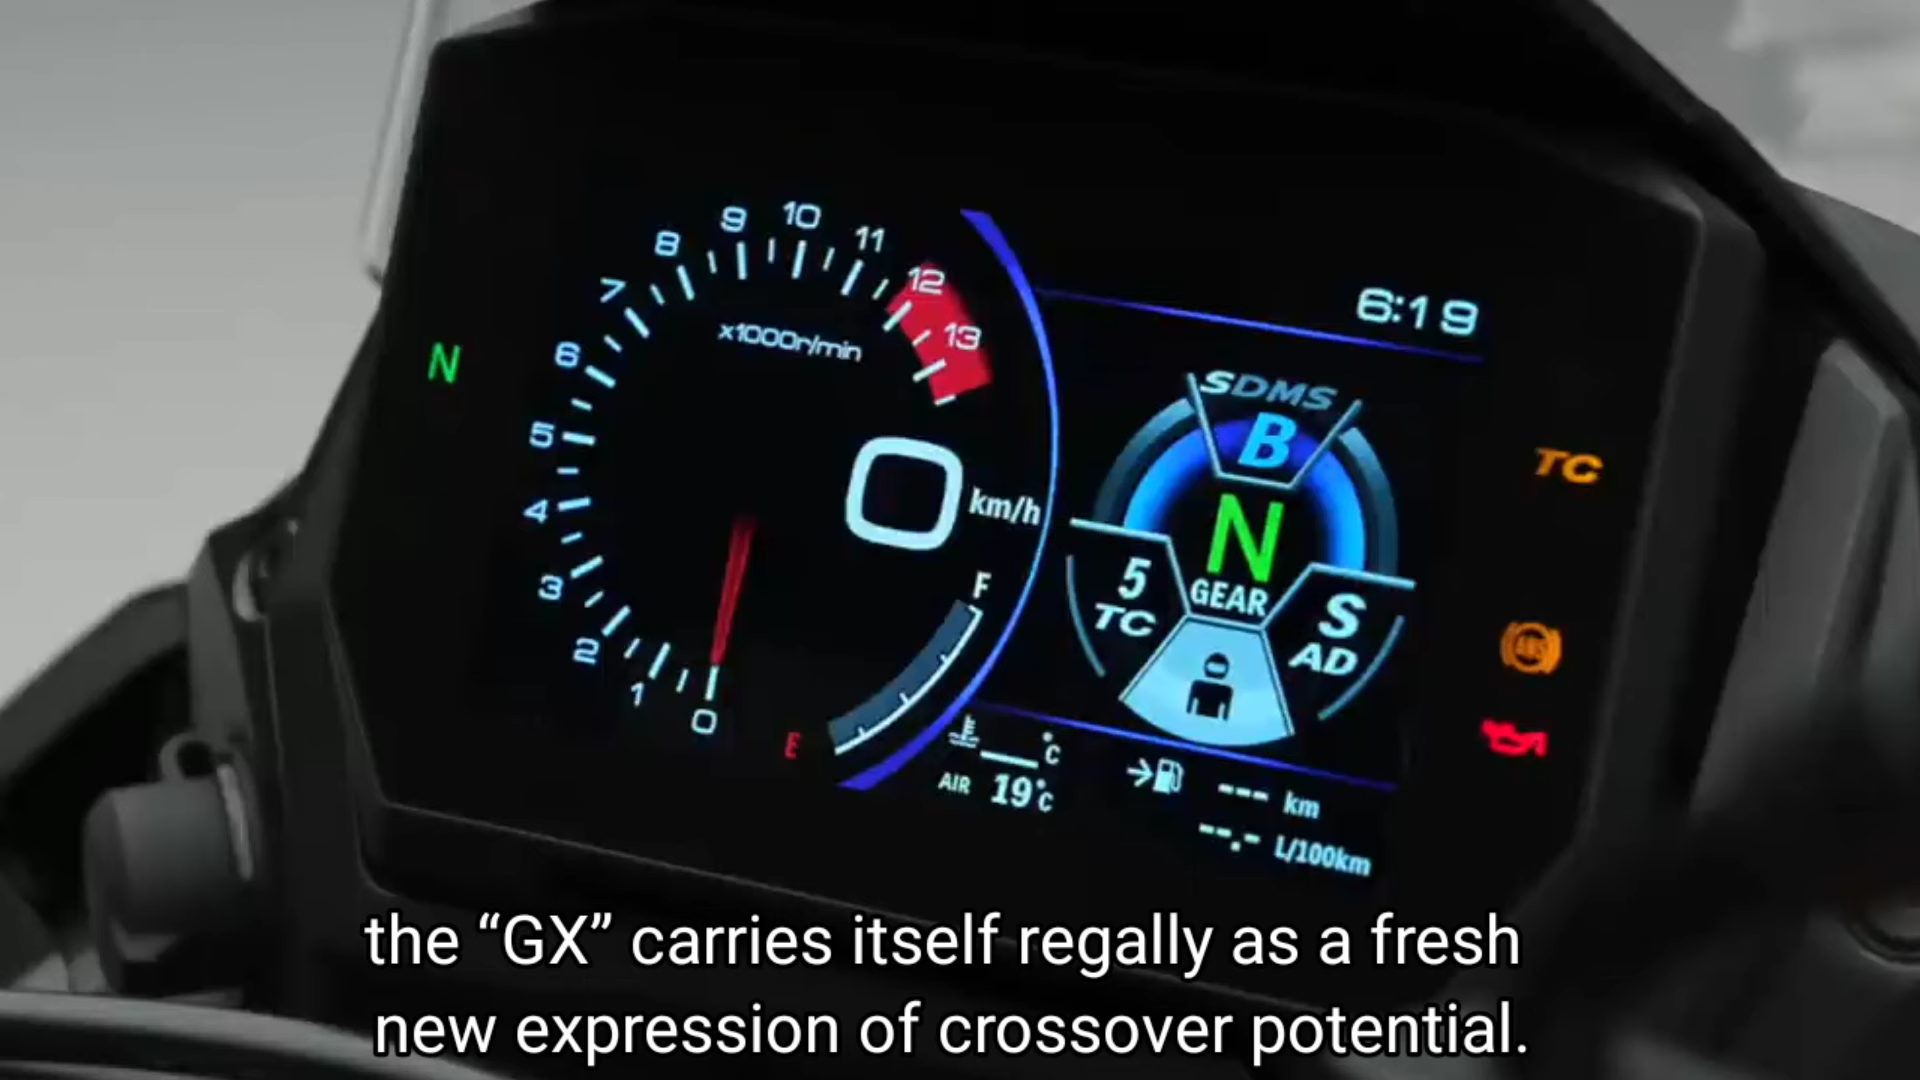 10
9
11
8
12
7
13
x1000r/min
6
5
4
3
2
1
0
N
0 km/h
F
E
6:19
SDMS
B
N
GEAR
5
TC
S
AD
TC
ABS
°C
AIR 19°C
--- km
--.- L/100km
the “GX” carries itself regally as a fresh
new expression of crossover potential.